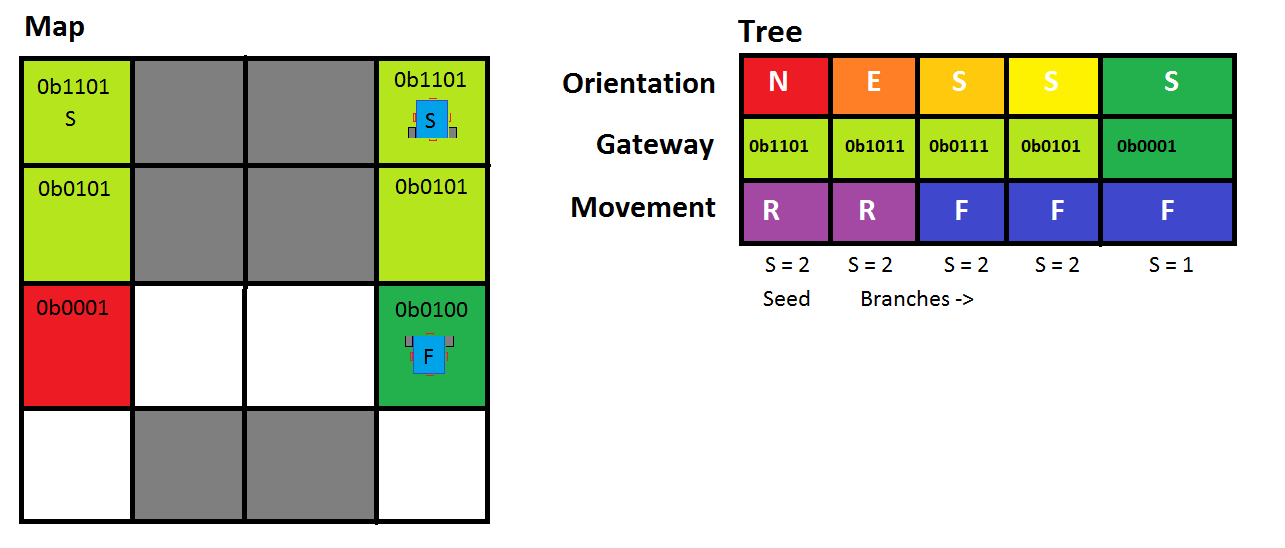 Map
0b1101
S
0b1101
S
0b0101
0b0101
0b0001
0b0100
F
Tree
Orientation N E S S S
Gateway 0b1101 0b1011 0b0111 0b0101 0b0001
Movement R R F F F
S = 2 S = 2 S = 2 S = 2 S = 1
Seed Branches ->